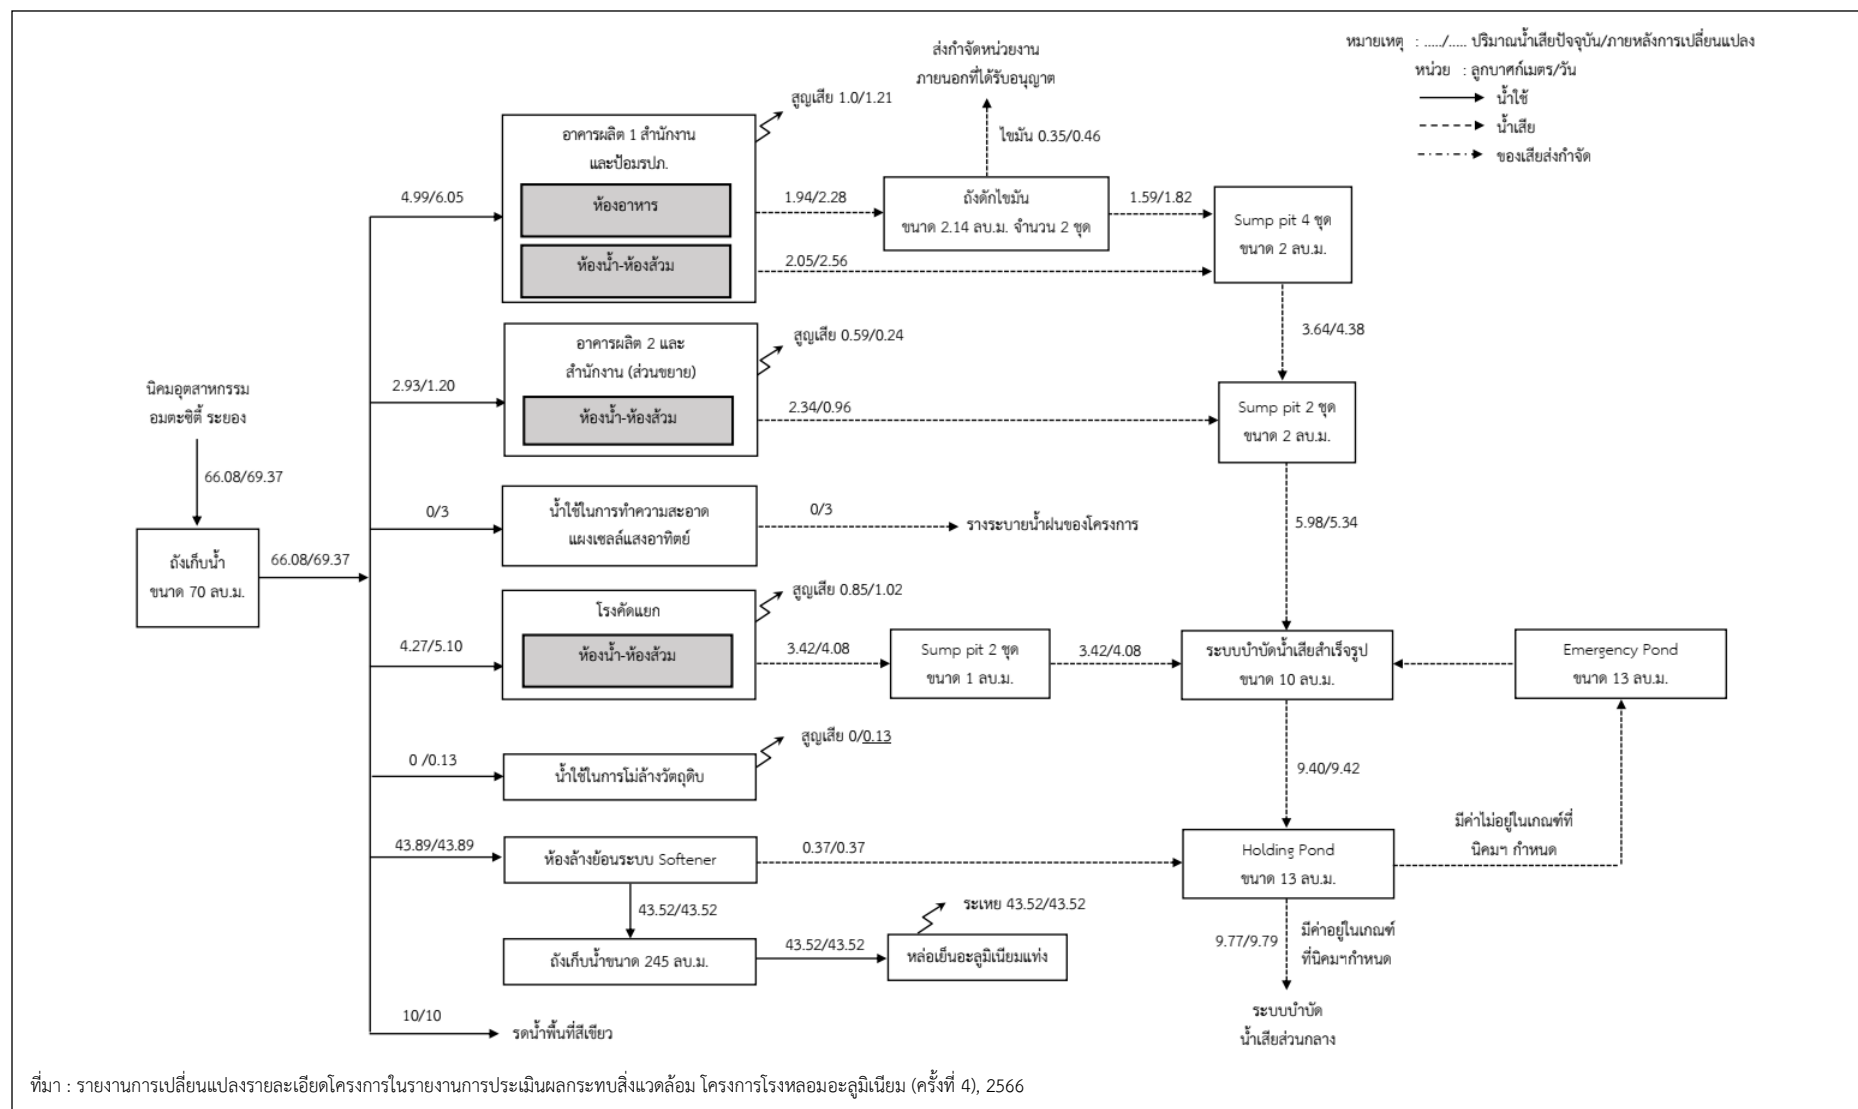 หมายเหตุ : ...../..... ปริมาณน้ำเสียปัจจุบัน/ภายหลังการเปลี่ยนแปลง
หน่วย : ลูกบาศก์เมตร/วัน
น้ำใช้
น้ำเสีย
ของเสียส่งกำจัด
ส่งกำจัดหน่วยงาน
ภายนอกที่ได้รับอนุญาต
ไขมัน 0.35/0.46
นิคมอุตสาหกรรม
อมตะซิตี้ ระยอง
66.08/69.37
ถังเก็บน้ำ
ขนาด 70 ลบ.ม.
66.08/69.37
4.99/6.05
อาคารผลิต 1 สำนักงาน
และป้อมรปภ.
ห้องอาหาร
ห้องน้ำ-ห้องส้วม
สูญเสีย 1.0/1.21
1.94/2.28
ถังดักไขมัน
ขนาด 2.14 ลบ.ม. จำนวน 2 ชุด
1.59/1.82
Sump pit 4 ชุด
ขนาด 2 ลบ.ม.
2.05/2.56
3.64/4.38
2.93/1.20
อาคารผลิต 2 และ
สำนักงาน (ส่วนขยาย)
ห้องน้ำ-ห้องส้วม
สูญเสีย 0.59/0.24
2.34/0.96
Sump pit 2 ชุด
ขนาด 2 ลบ.ม.
5.98/5.34
0/3
น้ำใช้ในการทำความสะอาด
แผงเซลล์แสงอาทิตย์
0/3
รางระบายน้ำฝนของโครงการ
4.27/5.10
โรงคัดแยก
ห้องน้ำ-ห้องส้วม
สูญเสีย 0.85/1.02
3.42/4.08
Sump pit 2 ชุด
ขนาด 1 ลบ.ม.
3.42/4.08
ระบบบำบัดน้ำเสียสำเร็จรูป
ขนาด 10 ลบ.ม.
Emergency Pond
ขนาด 13 ลบ.ม.
9.40/9.42
0 /0.13
น้ำใช้ในการโม่ล้างวัตถุดิบ
สูญเสีย 0/0.13
43.89/43.89
ห้องล้างย้อนระบบ Softener
0.37/0.37
Holding Pond
ขนาด 13 ลบ.ม.
มีค่าไม่อยู่ในเกณฑ์ที่
นิคมฯ กำหนด
43.52/43.52
ถังเก็บน้ำขนาด 245 ลบ.ม.
43.52/43.52
หล่อเย็นอะลูมิเนียมแท่ง
ระเหย 43.52/43.52
9.77/9.79
มีค่าอยู่ในเกณฑ์
ที่นิคมฯกำหนด
ระบบบำบัด
น้ำเสียส่วนกลาง
10/10
รดน้ำพื้นที่สีเขียว
ที่มา : รายงานการเปลี่ยนแปลงรายละเอียดโครงการในรายงานการประเมินผลกระทบสิ่งแวดล้อม โครงการโรงหลอมอะลูมิเนียม (ครั้งที่ 4), 2566